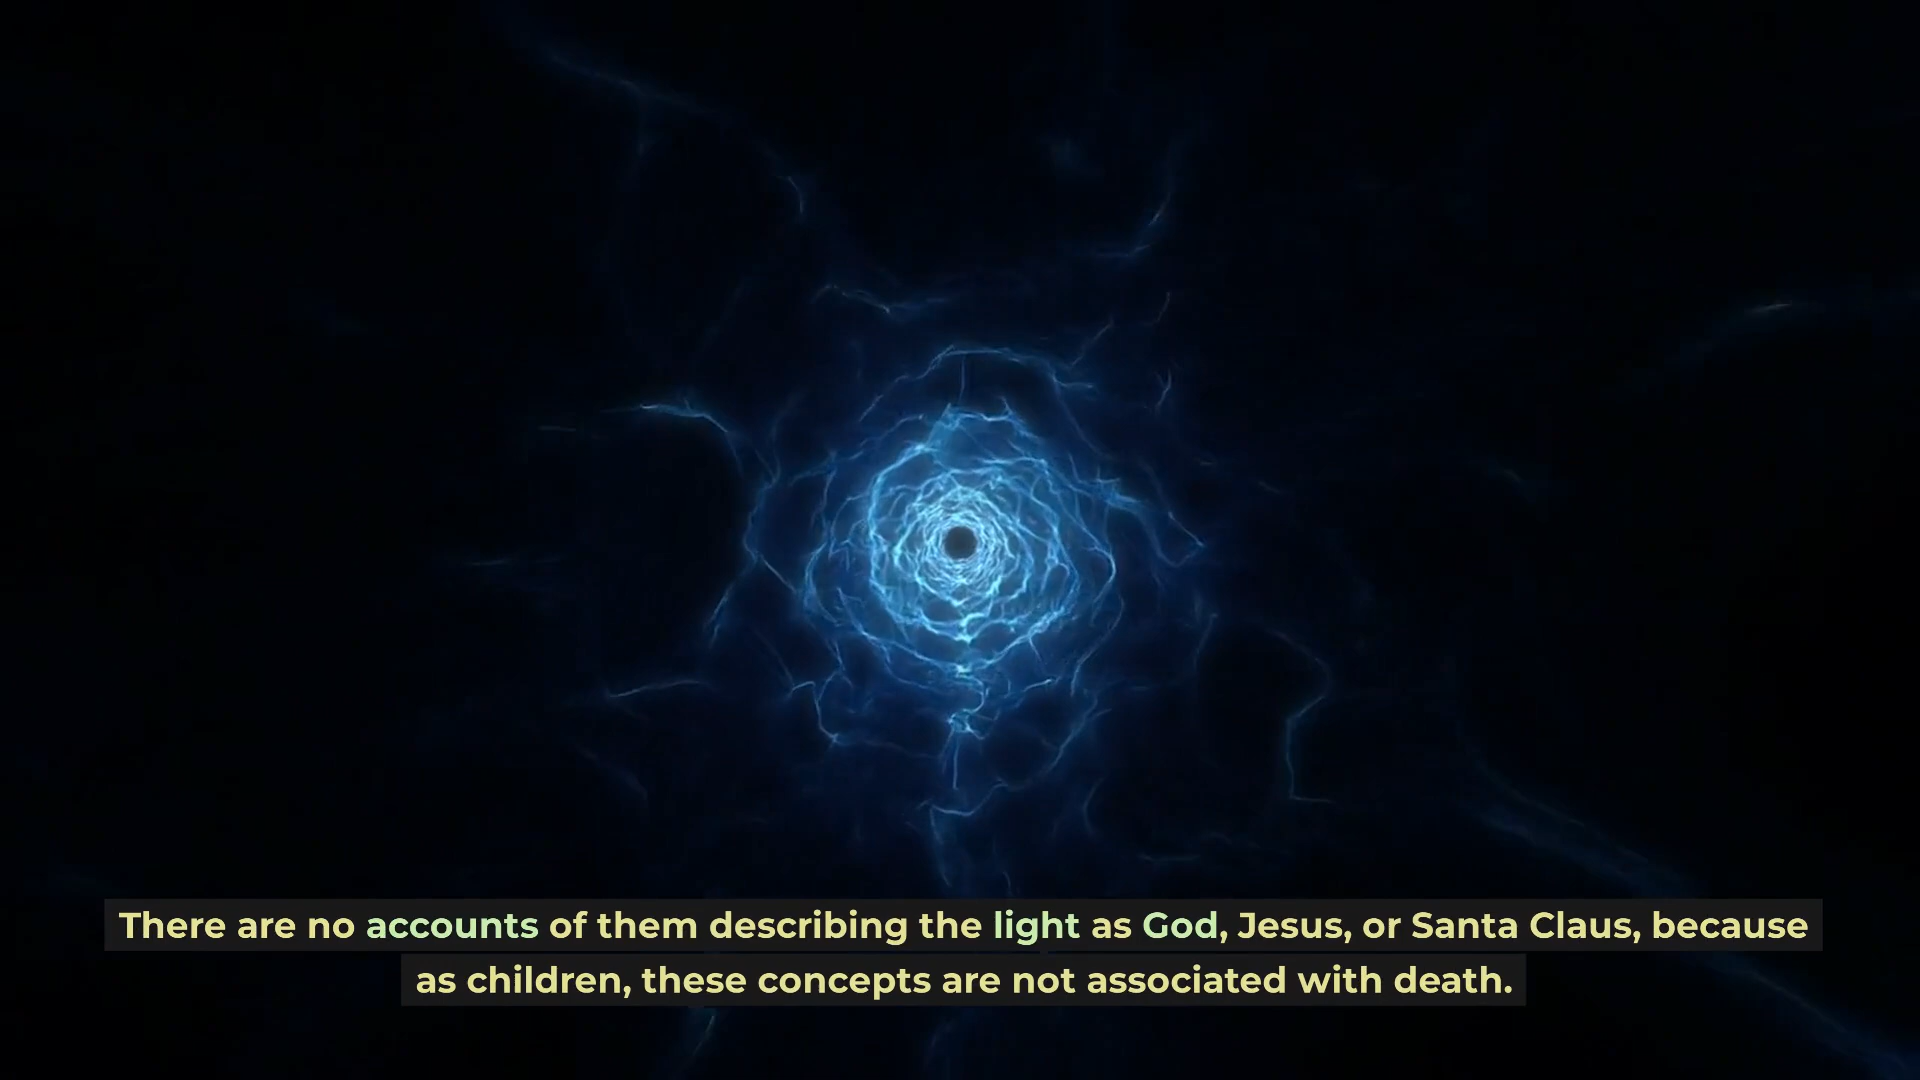 There are no accounts of them describing the light as God, Jesus, or Santa Claus, because
as children, these concepts are not associated with death.